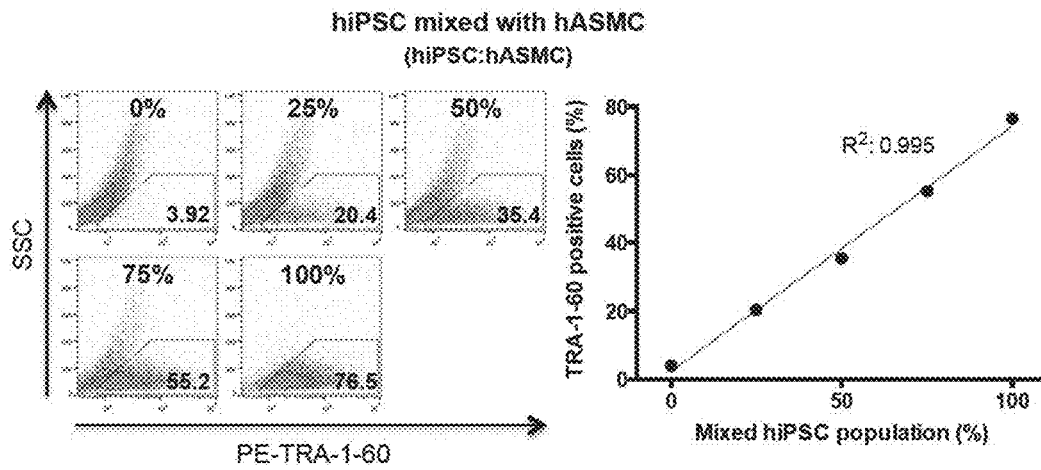 hiPSC mixed with hASMC
(hiPSC:hASMC)
0%
25%
50%
3.92
20.4
35.4
75%
100%
55.2
76.5
SSC
PE-TRA-1-60
TRA-1-60 positive cells (%)
80
60
40
20
0
R²: 0.995
0
50
100
Mixed hiPSC population (%)